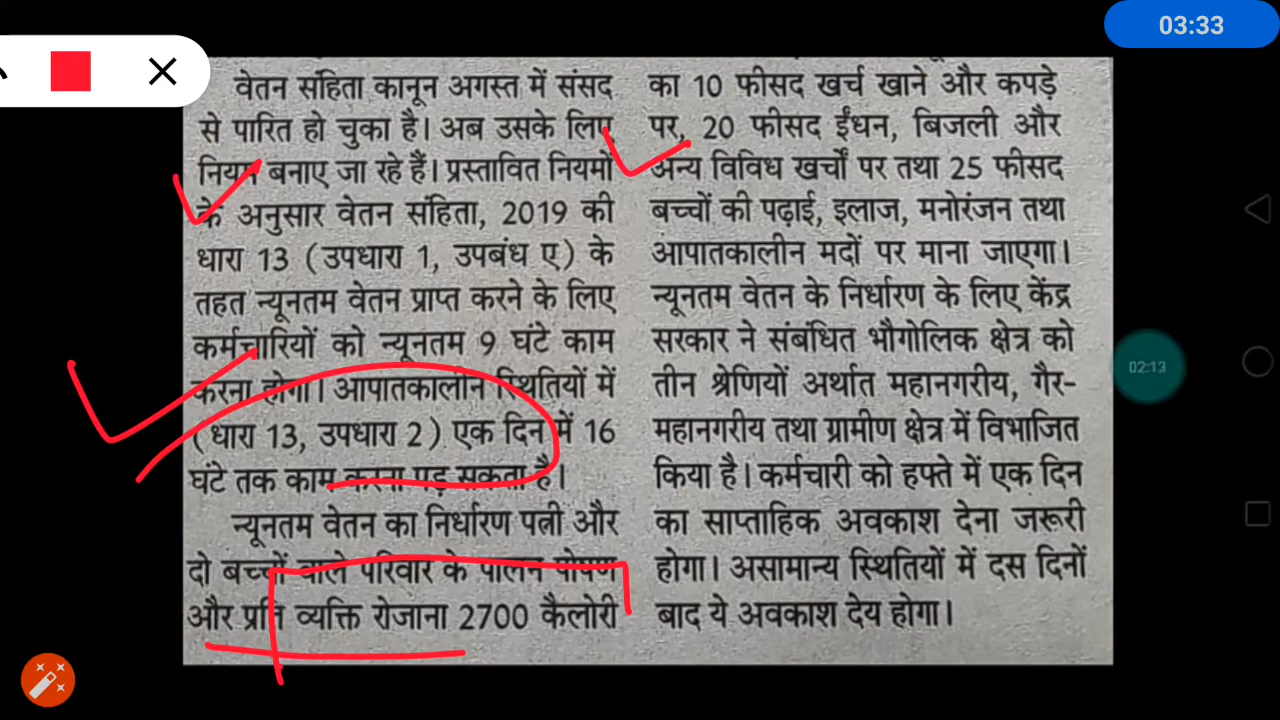 03:33
वेतन संहिता कानून अगस्त में संसद
से पारित हो चुका है। अब उसके लिए
नियम बनाए जा रहे हैं। प्रस्तावित नियमों
के अनुसार वेतन संहिता, 2019 की
धारा 13 (उपधारा 1, उपबंध ए) के
तहत न्यूनतम वेतन प्राप्त करने के लिए
कर्मचारियों को न्यूनतम 9 घंटे काम
करना होगा। आपातकालीन स्थितियों में
(धारा 13, उपधारा 2) एक दिन में 16
घंटे तक काम करना पड़ सकता है।
न्यूनतम वेतन का निर्धारण पत्नी और
दो बच्चों वाले परिवार के पालन पोषण
और प्रति व्यक्ति रोजाना 2700 कैलोरी
का 10 फीसद खर्च खाने और कपड़े
पर, 20 फीसद ईंधन, बिजली और
अन्य विविध खर्चों पर तथा 25 फीसद
बच्चों की पढ़ाई, इलाज, मनोरंजन तथा
आपातकालीन मदों पर माना जाएगा।
न्यूनतम वेतन के निर्धारण के लिए केंद्र
सरकार ने संबंधित भौगोलिक क्षेत्र को
तीन श्रेणियों अर्थात महानगरीय, गैर-
महानगरीय तथा ग्रामीण क्षेत्र में विभाजित
किया है। कर्मचारी को हफ्ते में एक दिन
का साप्ताहिक अवकाश देना जरूरी
होगा। असामान्य स्थितियों में दस दिनों
बाद ये अवकाश देय होगा।
02:13